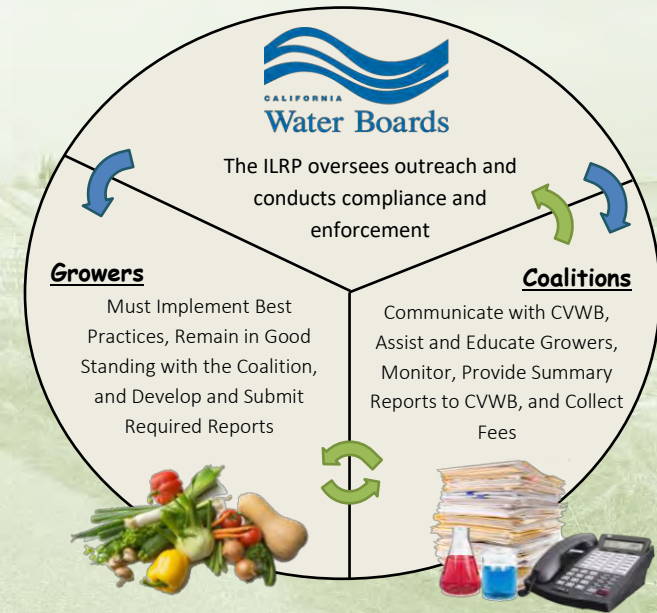 CALIFORNIA
Water Boards
The ILRP oversees outreach and
conducts compliance and
enforcement
Growers
Must Implement Best
Practices, Remain in Good
Standing with the Coalition,
and Develop and Submit
Required Reports
Coalitions
Communicate with CVWB,
Assist and Educate Growers,
Monitor, Provide Summary
Reports to CVWB, and Collect
Fees